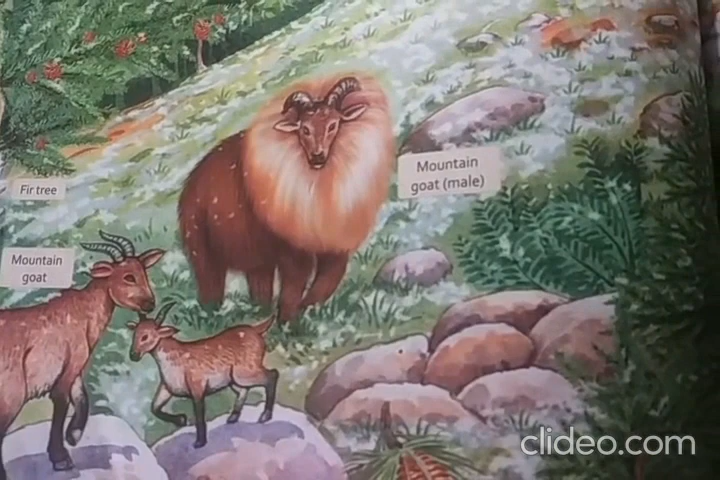 Fir tree
Mountain
goat (male)
Mountain
goat
clideo.com